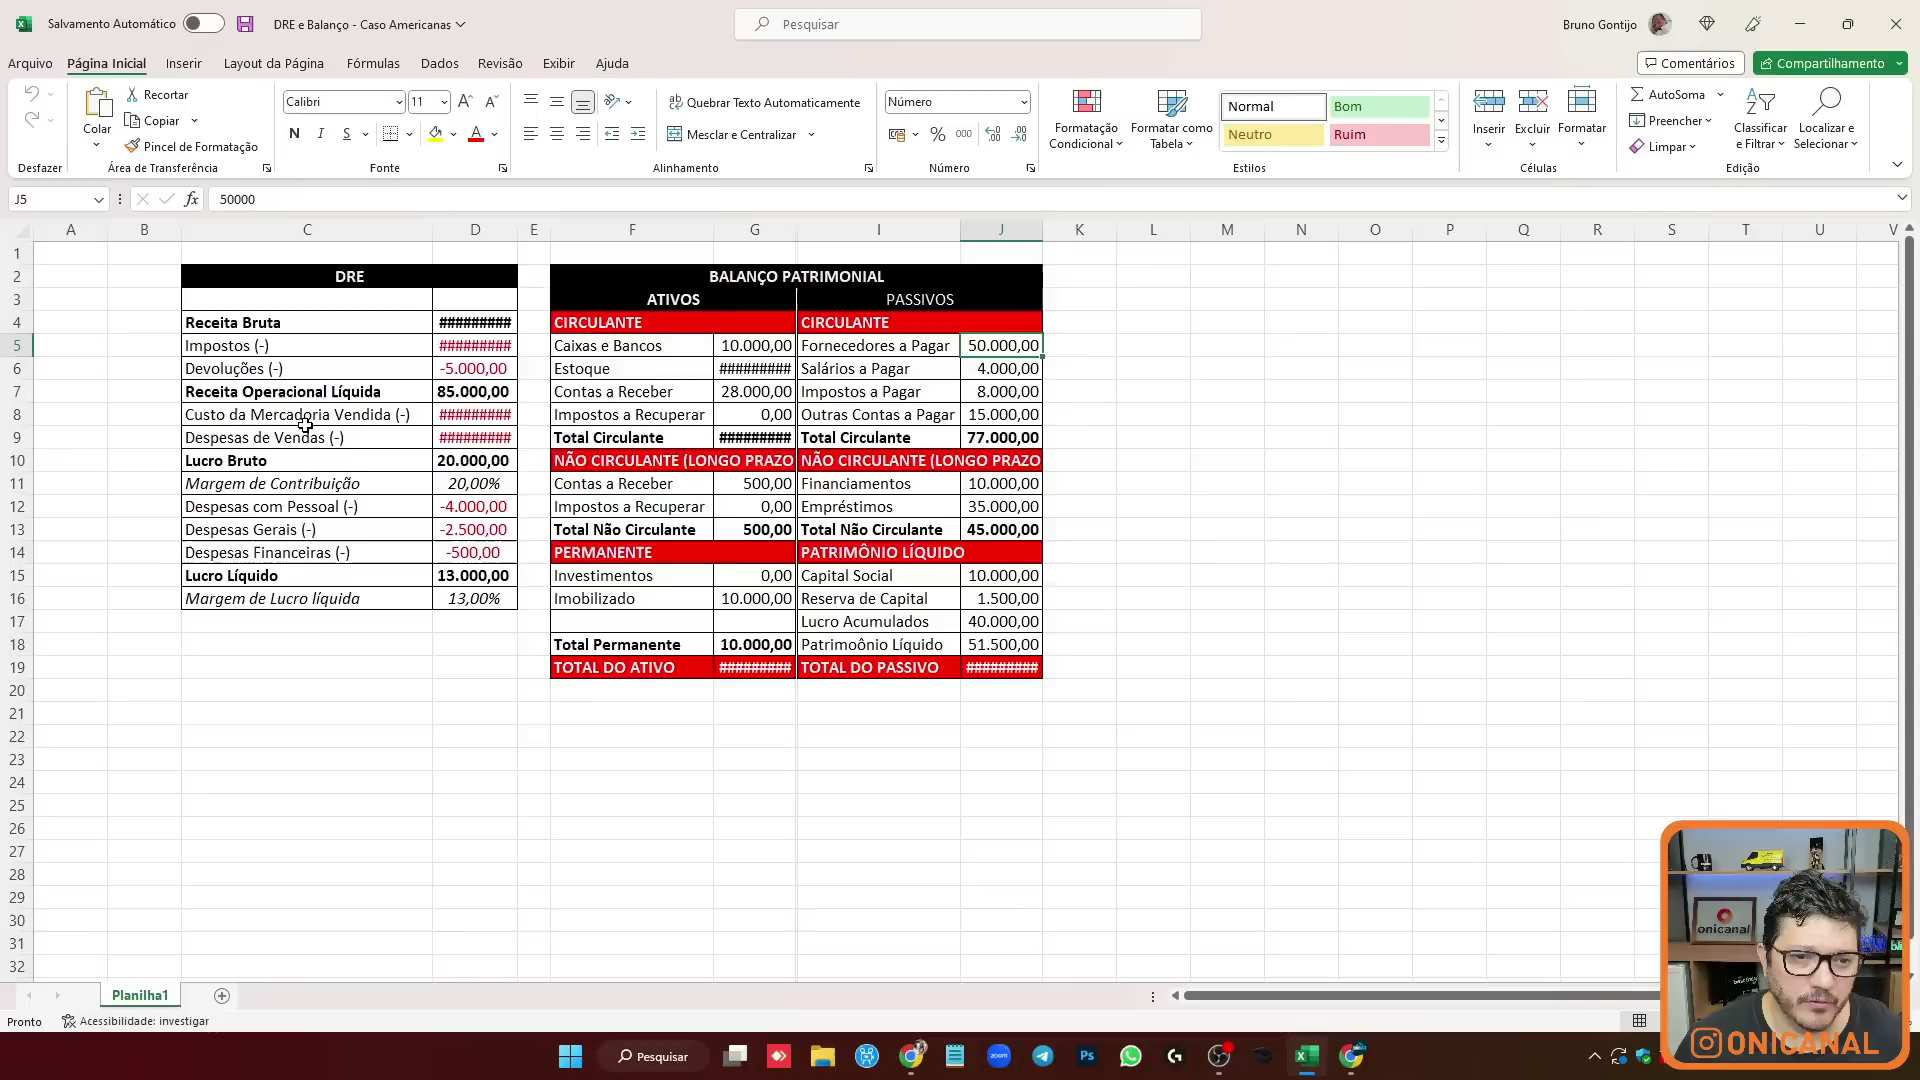 Salvamento Automático
DRE e Balanço - Caso Americanas
Pesquisar
Bruno Gontijo
Arquivo Página Inicial Inserir Layout da Página Fórmulas Dados Revisão Exibir Ajuda
Comentários Compartilhamento
Colar
Recortar
Copiar
Pincel de Formatação
Calibri 11
N I S
Quebrar Texto Automaticamente
Mesclar e Centralizar
Número
Formatação Condicional
Formatar como Tabela
Normal Bom
Neutro Ruim
Inserir Excluir Formatar
AutoSoma
Preencher
Limpar
Classificar e Filtrar
Localizar e Selecionar
Desfazer Área de Transferência Fonte Alinhamento Número Estilos Células Edição
J5 fx 50000
A B C D E F G I J K L M N O P Q R S T U V
1
2 DRE BALANÇO PATRIMONIAL
3 ATIVOS PASSIVOS
4 Receita Bruta ######### CIRCULANTE CIRCULANTE
5 Impostos (-) ######### Caixas e Bancos 10.000,00 Fornecedores a Pagar 50.000,00
6 Devoluções (-) -5.000,00 Estoque ######### Salários a Pagar 4.000,00
7 Receita Operacional Líquida 85.000,00 Contas a Receber 28.000,00 Impostos a Pagar 8.000,00
8 Custo da Mercadoria Vendida (-) ######### Impostos a Recuperar 0,00 Outras Contas a Pagar 15.000,00
9 Despesas de Vendas (-) ######### Total Circulante ######### Total Circulante 77.000,00
10 Lucro Bruto 20.000,00 NÃO CIRCULANTE (LONGO PRAZO NÃO CIRCULANTE (LONGO PRAZO
11 Margem de Contribuição 20,00% Contas a Receber 500,00 Financiamentos 10.000,00
12 Despesas com Pessoal (-) -4.000,00 Impostos a Recuperar 0,00 Empréstimos 35.000,00
13 Despesas Gerais (-) -2.500,00 Total Não Circulante 500,00 Total Não Circulante 45.000,00
14 Despesas Financeiras (-) -500,00 PERMANENTE PATRIMÔNIO LÍQUIDO
15 Lucro Líquido 13.000,00 Investimentos 0,00 Capital Social 10.000,00
16 Margem de Lucro líquida 13,00% Imobilizado 10.000,00 Reserva de Capital 1.500,00
17 Lucro Acumulados 40.000,00
18 Total Permanente 10.000,00 Patrimoônio Líquido 51.500,00
19 TOTAL DO ATIVO ######### TOTAL DO PASSIVO #########
20
21
22
23
24
25
26
27
28
29
30
31
32
onicanal
ONICANAL
Planilha1
Pronto Acessibilidade: investigar
Pesquisar
zoom
Ps